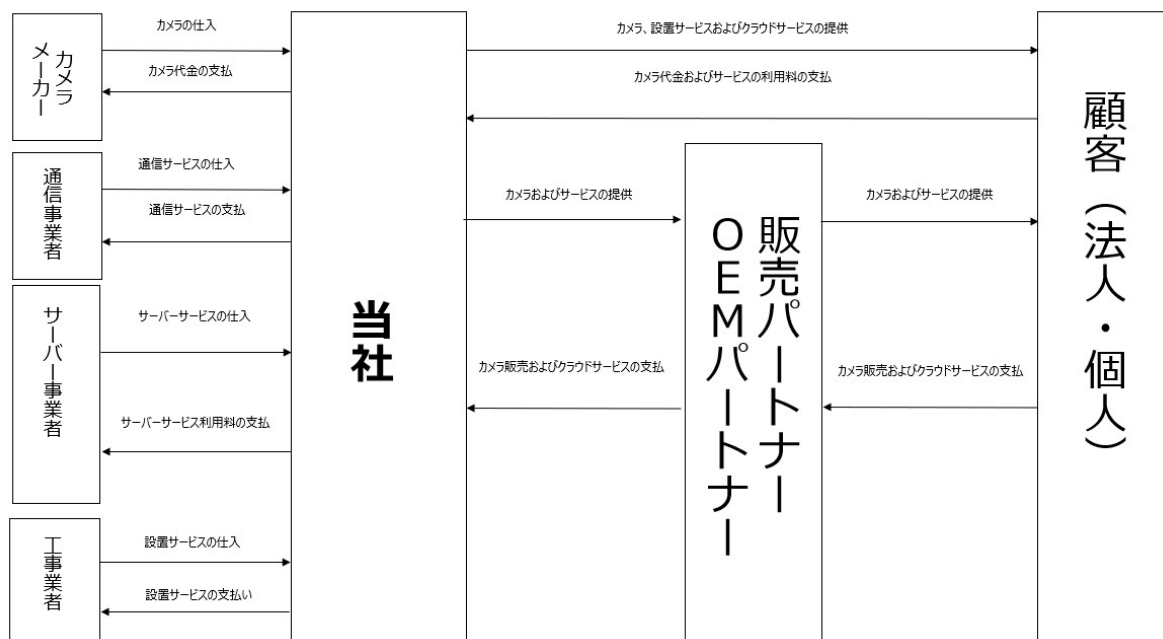 カメラ
メーカー
カメラの仕入
カメラ代金の支払
通信事業者
通信サービスの仕入
通信サービスの支払
サーバー事業者
サーバーサービスの仕入
サーバーサービス利用料の支払
工事業者
設置サービスの仕入
設置サービスの支払い
当社
カメラ、設置サービスおよびクラウドサービスの提供
カメラ代金およびサービスの利用料の支払
カメラおよびサービスの提供
カメラ販売およびクラウドサービスの支払
販売パートナー
OEMパートナー
カメラおよびサービスの提供
カメラ販売およびクラウドサービスの支払
顧客（法人・個人）